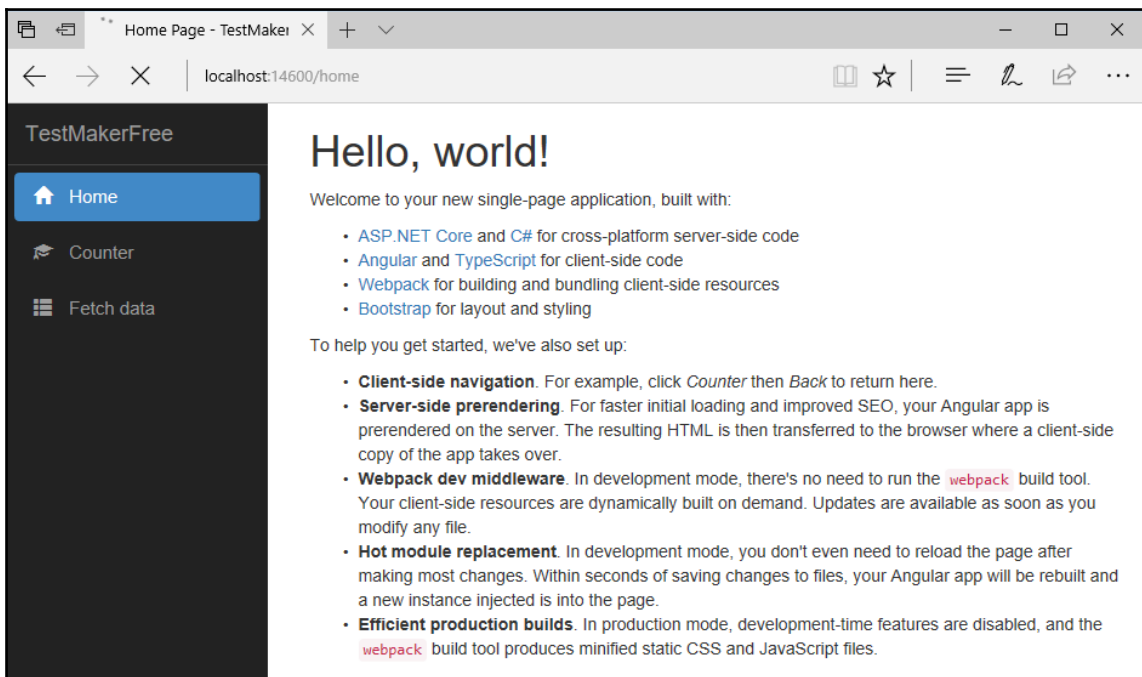 Home Page - TestMaker
localhost:14600/home
TestMakerFree
Home
Counter
Fetch data
Hello, world!
Welcome to your new single-page application, built with:
• ASP.NET Core and C# for cross-platform server-side code
• Angular and TypeScript for client-side code
• Webpack for building and bundling client-side resources
• Bootstrap for layout and styling
To help you get started, we've also set up:
• Client-side navigation. For example, click Counter then Back to return here.
• Server-side prerendering. For faster initial loading and improved SEO, your Angular app is
prerendered on the server. The resulting HTML is then transferred to the browser where a client-side
copy of the app takes over.
• Webpack dev middleware. In development mode, there's no need to run the webpack build tool.
Your client-side resources are dynamically built on demand. Updates are available as soon as you
modify any file.
• Hot module replacement. In development mode, you don't even need to reload the page after
making most changes. Within seconds of saving changes to files, your Angular app will be rebuilt and
a new instance injected is into the page.
• Efficient production builds. In production mode, development-time features are disabled, and the
webpack build tool produces minified static CSS and JavaScript files.